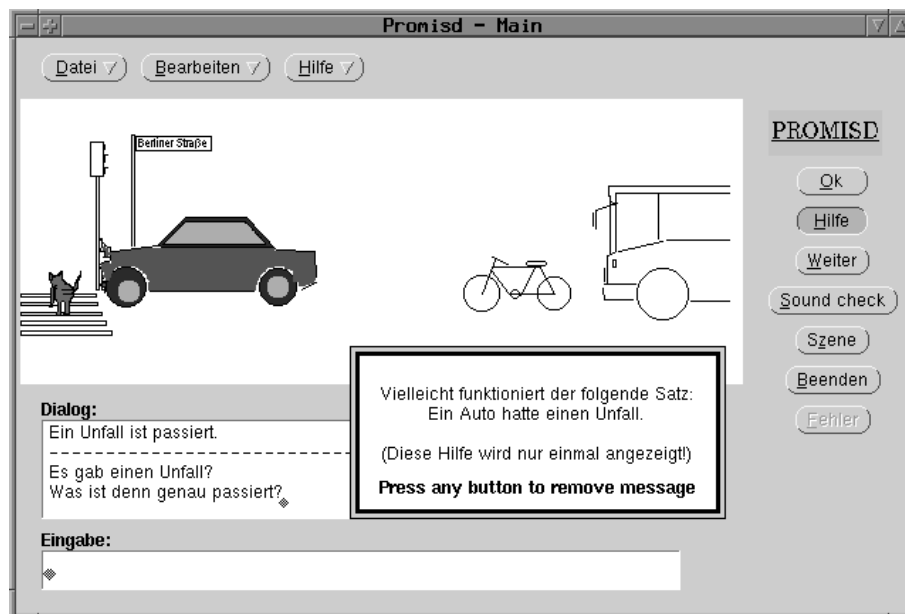 Promisd - Main
Datei
Bearbeiten
Hilfe
Berliner Straße
PROMISD
Ok
Hilfe
Weiter
Sound check
Szene
Beenden
Fehler
Vielleicht funktioniert der folgende Satz:
Ein Auto hatte einen Unfall.
(Diese Hilfe wird nur einmal angezeigt!)
Press any button to remove message
Dialog:
Ein Unfall ist passiert.
Es gab einen Unfall?
Was ist denn genau passiert?
Eingabe: